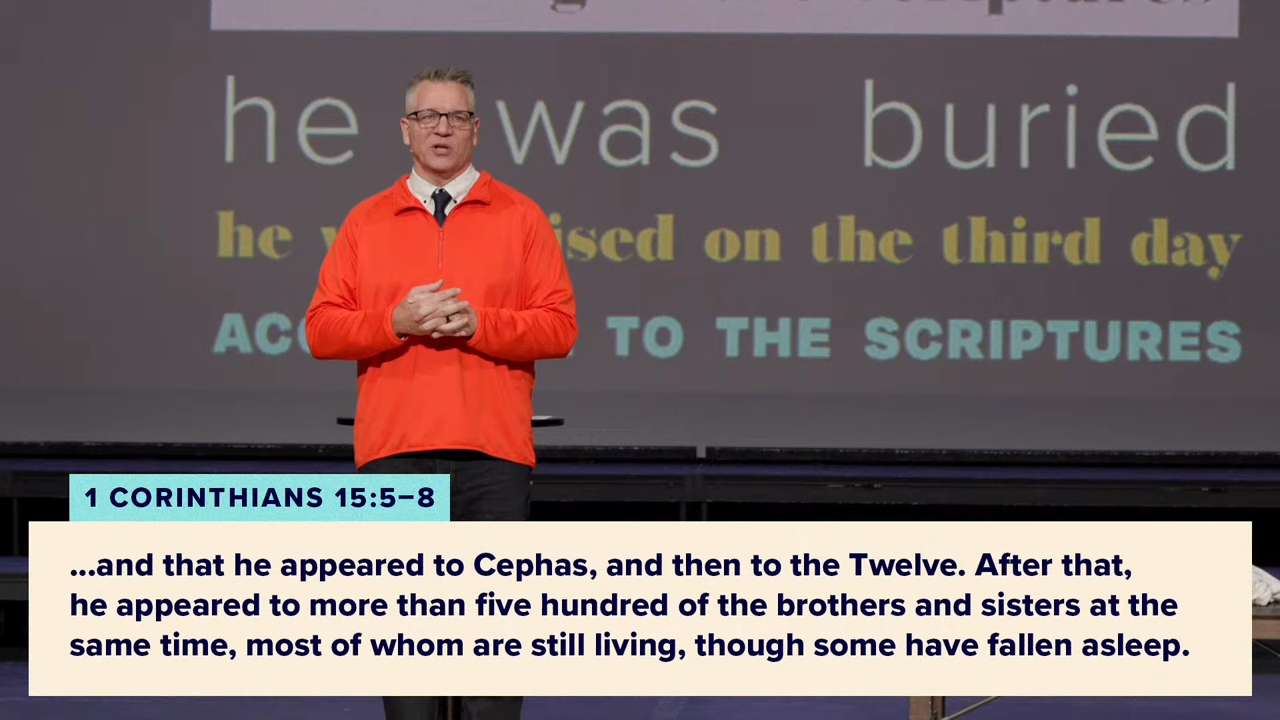 he was buried
he ised on the third day
ACC TO THE SCRIPTURES
1 CORINTHIANS 15:5–8
...and that he appeared to Cephas, and then to the Twelve. After that,
he appeared to more than five hundred of the brothers and sisters at the
same time, most of whom are still living, though some have fallen asleep.